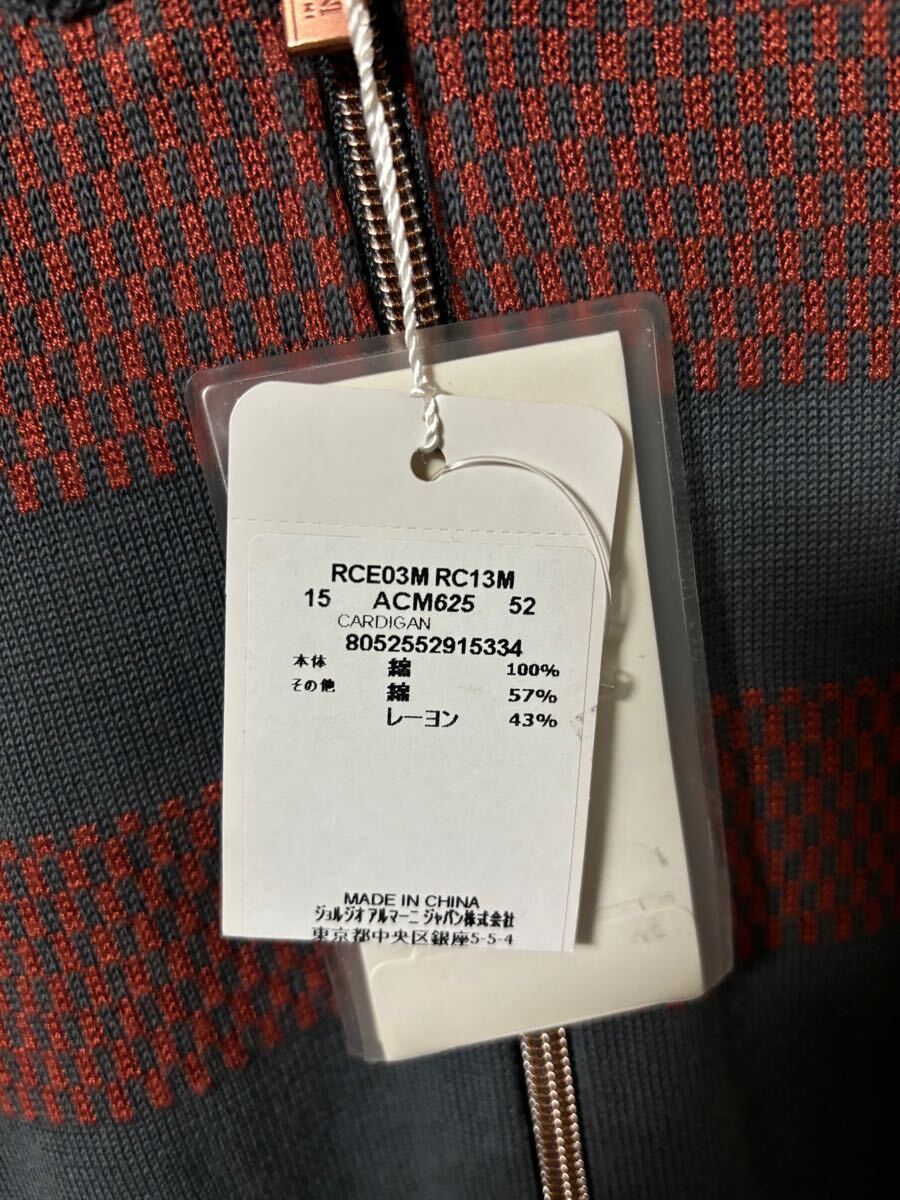 RCE03M RC13M
15 ACM625 52
CARDIGAN
8052552915334
本体 綿 100%
その他 綿 57%
レーヨン 43%
MADE IN CHINA
ジョルジオ アルマーニ ジャパン株式会社
東京都中央区銀座5-5-4